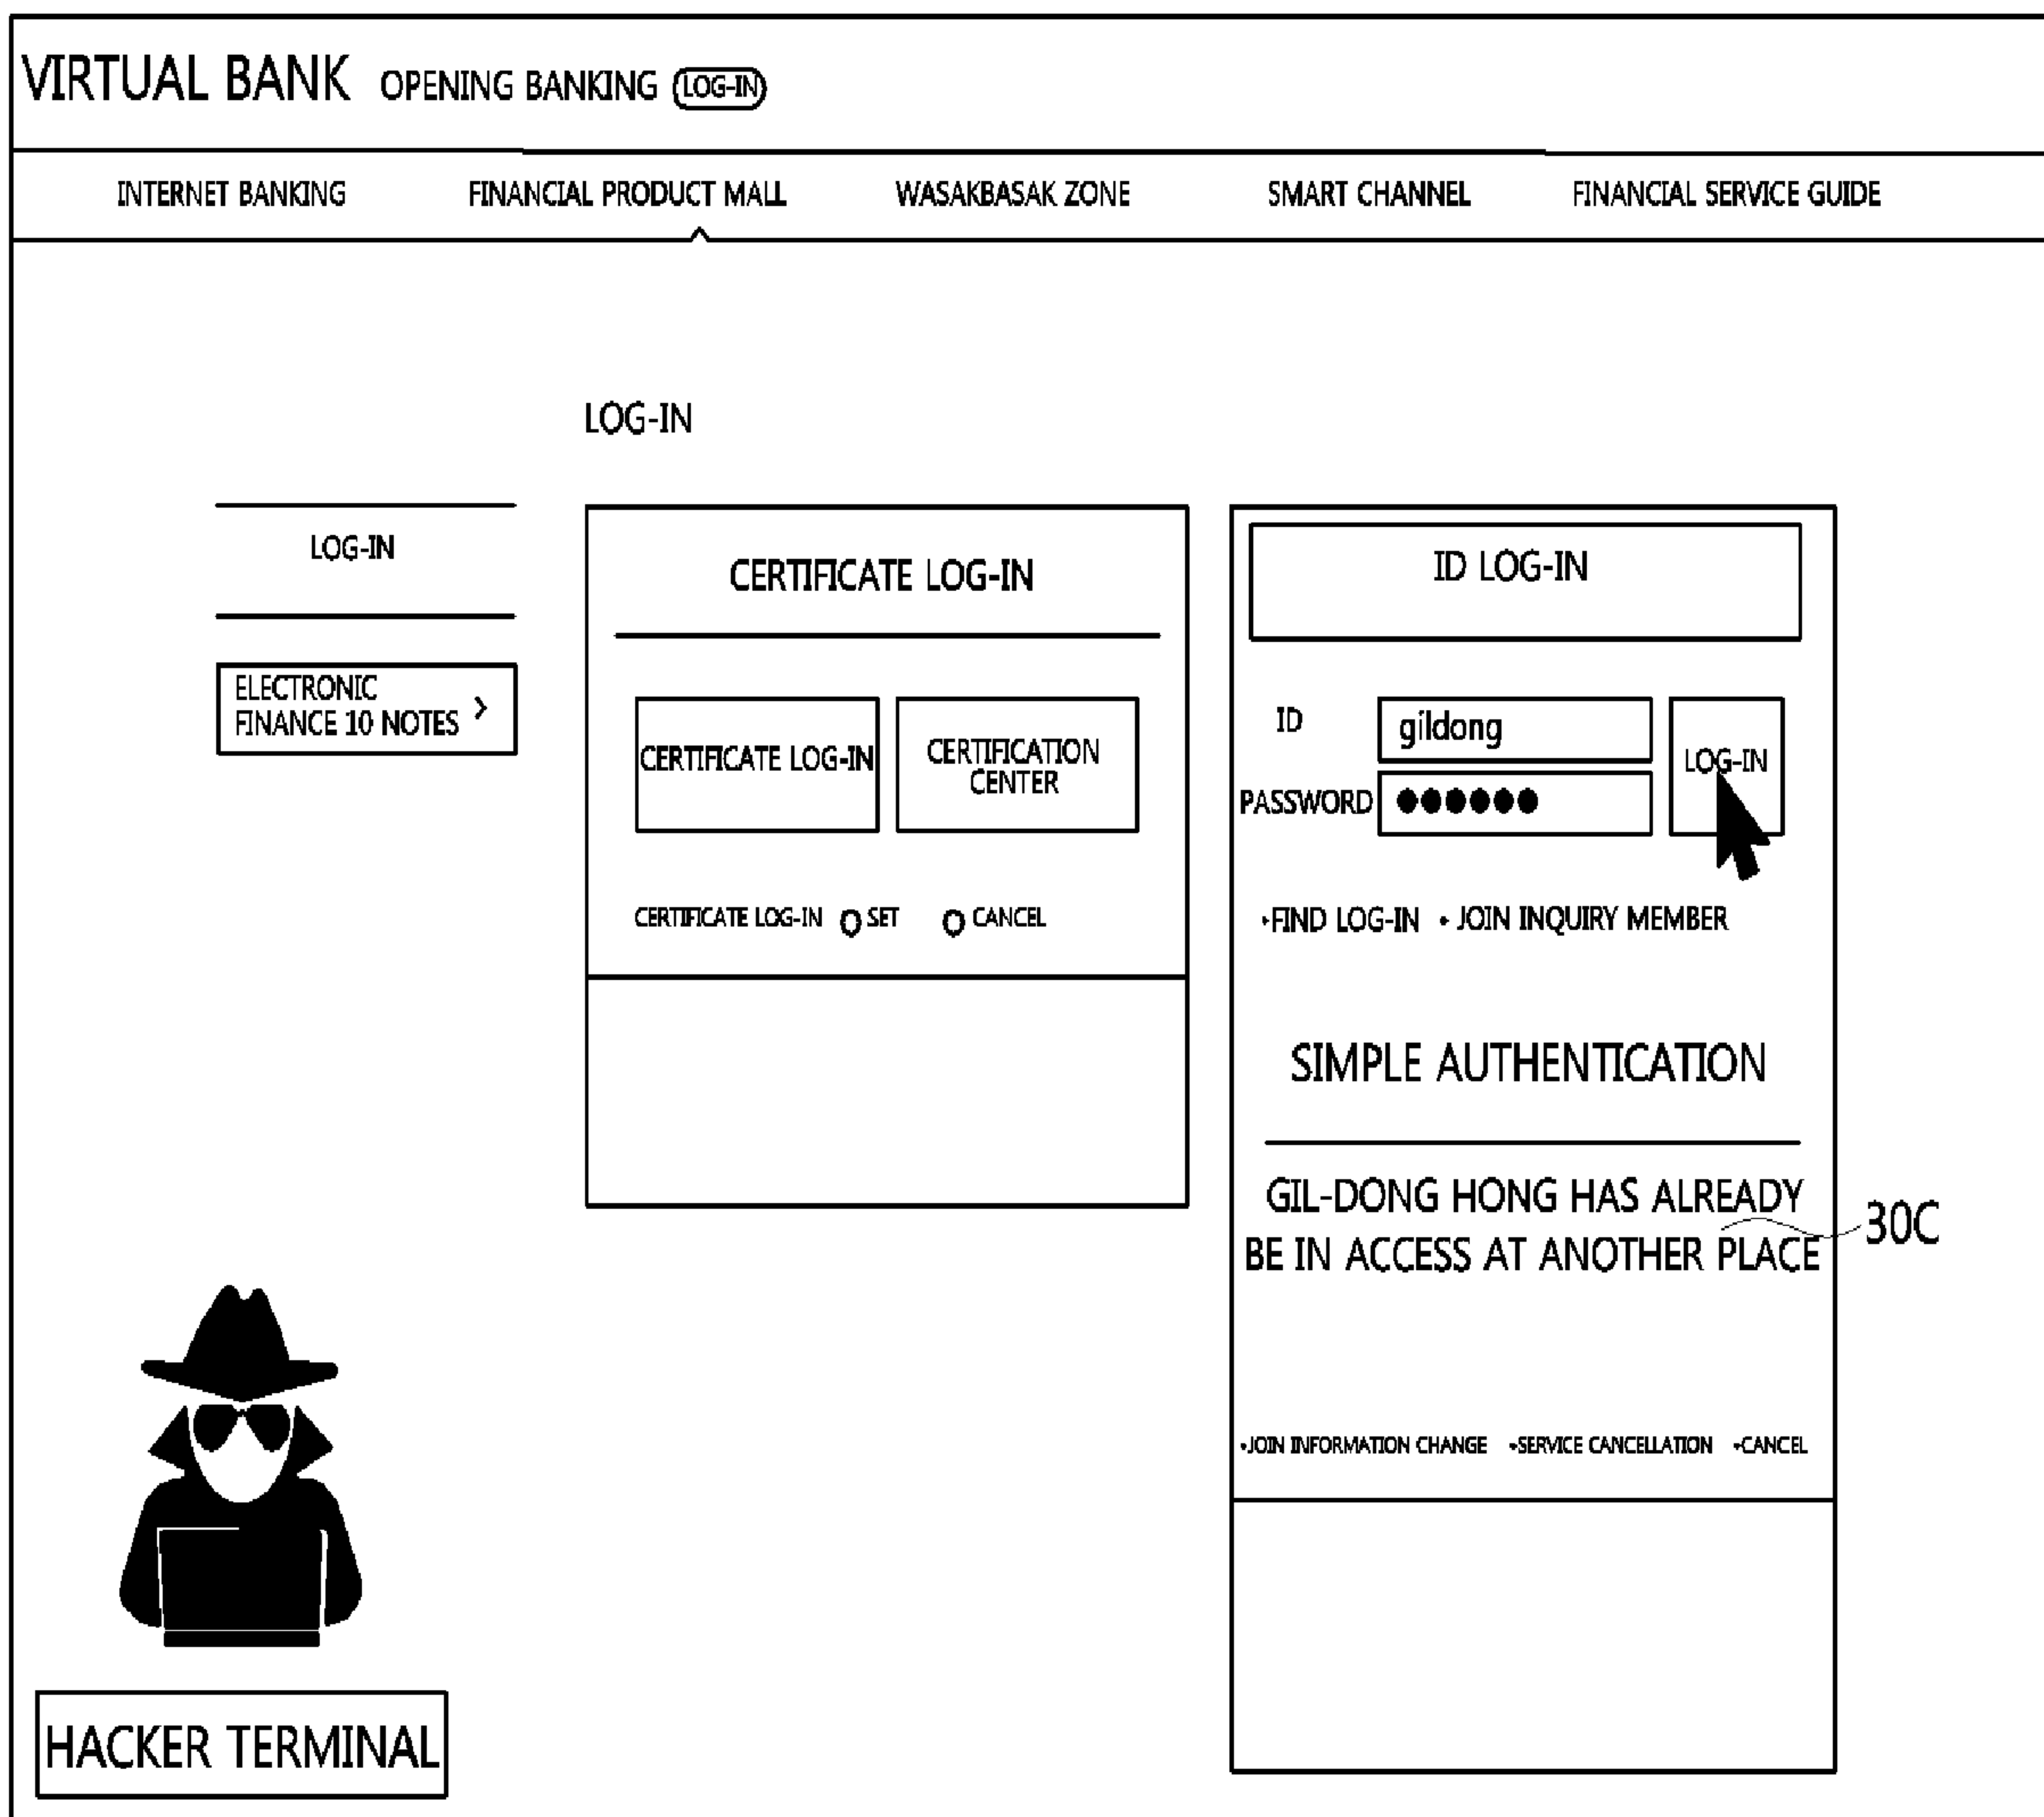 VIRTUAL BANK OPENING BANKING LOG-IN
INTERNET BANKING FINANCIAL PRODUCT MALL WASAKBASAK ZONE SMART CHANNEL FINANCIAL SERVICE GUIDE
LOG-IN
LOG-IN
ELECTRONIC
FINANCE 10 NOTES >
CERTIFICATE LOG-IN
CERTIFICATE LOG-IN
CERTIFICATION
CENTER
CERTIFICATE LOG-IN SET CANCEL
ID LOG-IN
ID gildong
PASSWORD ●●●●●●
LOG-IN
•FIND LOG-IN • JOIN INQUIRY MEMBER
SIMPLE AUTHENTICATION
GIL-DONG HONG HAS ALREADY
BE IN ACCESS AT ANOTHER PLACE
30C
•JOIN INFORMATION CHANGE •SERVICE CANCELLATION •CANCEL
HACKER TERMINAL